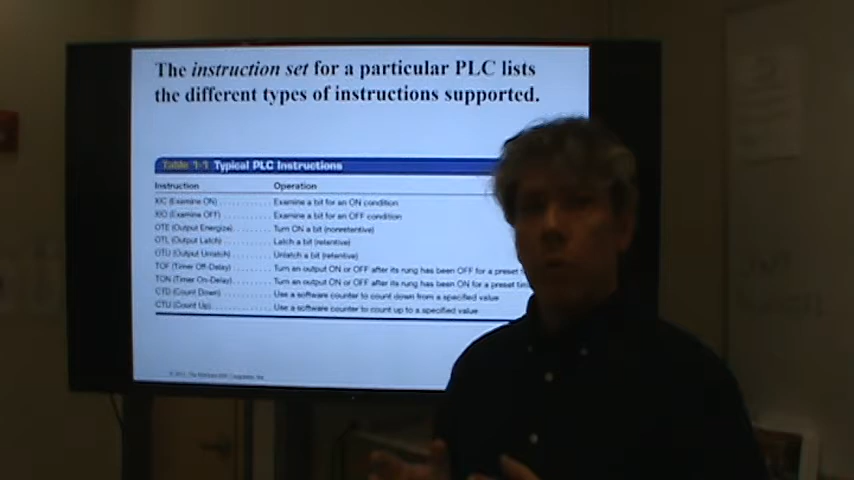 The instruction set for a particular PLC lists
the different types of instructions supported.
Table 1-1 Typical PLC Instructions
Instruction Operation
XIC (Examine ON) . . . . . . . . . . Examine a bit for an ON condition
XIO (Examine OFF) . . . . . . . . . Examine a bit for an OFF condition
OTE (Output Energize). . . . . . . . Turn ON a bit (nonretentive)
OTL (Output Latch) . . . . . . . . . Latch a bit (retentive)
OTU (Output Unlatch) . . . . . . . . Unlatch a bit (retentive)
TOF (Timer Off-Delay) . . . . . . . Turn an output ON or OFF after its rung has been OFF for a preset
TON (Timer On-Delay) . . . . . . . . Turn an output ON or OFF after its rung has been ON for a preset
CTD (Count Down) . . . . . . . . . . Use a software counter to count down from a specified value
CTU (Count Up) . . . . . . . . . . . Use a software counter to count up to a specified value